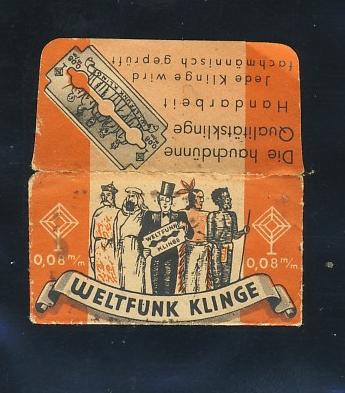 Die hauchdünne
Qualitätsklinge
Handarbeit
Jede Klinge wird
fachmännisch geprüft
WELTFUNK
KLINGE
0,08 m/m
0,08 m/m
WELTFUNK KLINGE